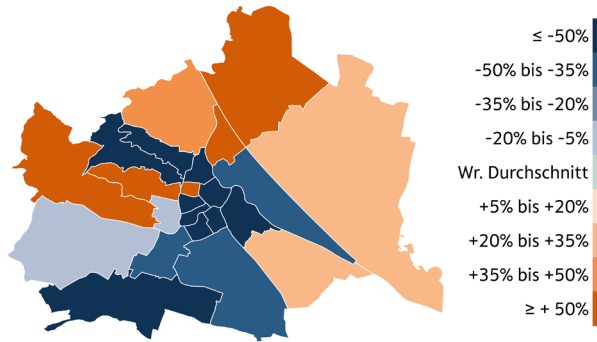 ≤ -50%
-50% bis -35%
-35% bis -20%
-20% bis -5%
Wr. Durchschnitt
+5% bis +20%
+20% bis +35%
+35% bis +50%
≥ + 50%